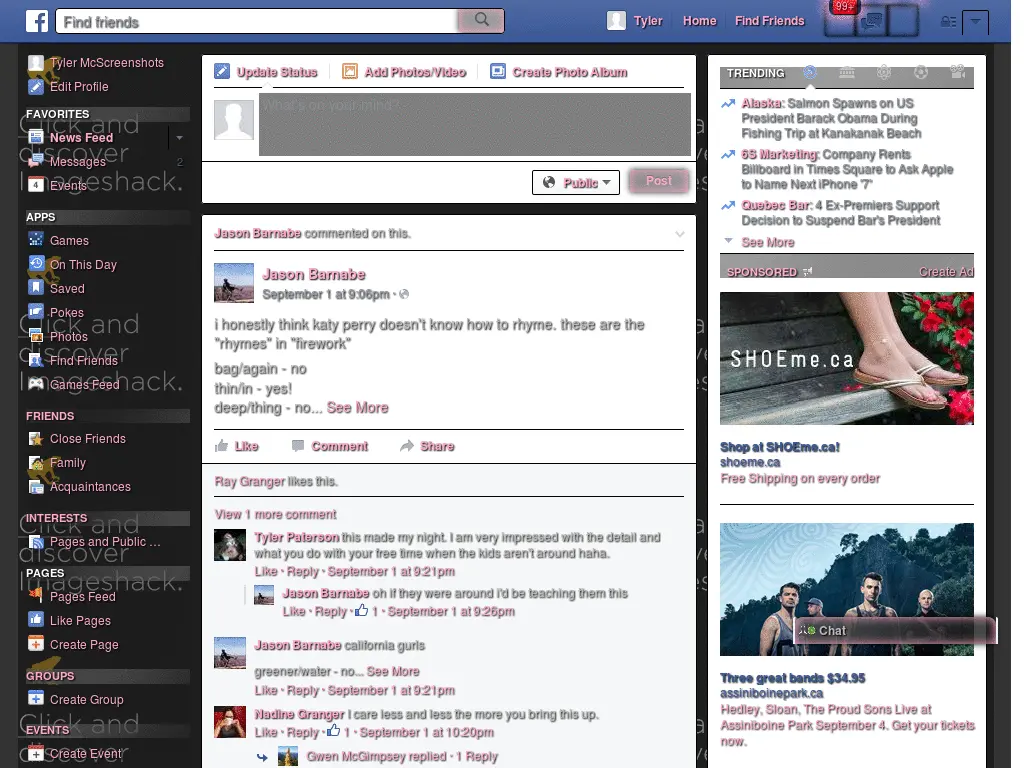 f
Find friends
Tyler
Home
Find Friends
99+
Tyler McScreenshots
Edit Profile
FAVORITES
News Feed
Messages
2
Events
APPS
Games
On This Day
Saved
Pokes
Photos
Find Friends
Games Feed
FRIENDS
Close Friends
Family
Acquaintances
INTERESTS
Pages and Public ...
PAGES
Pages Feed
Like Pages
Create Page
GROUPS
Create Group
EVENTS
Create Event
Click and
discover
Imageshack.
Click and
discover
Imageshack.
Click and
discover
Imageshack.
Click and
discover
Update Status
Add Photos/Video
Create Photo Album
What's on your mind?
Public
Post
Jason Barnabe commented on this.
Jason Barnabe
September 1 at 9:06pm ·
i honestly think katy perry doesn't know how to rhyme. these are the
"rhymes" in "firework"
bag/again - no
thin/in - yes!
deep/thing - no... See More
Like
Comment
Share
Ray Granger likes this.
View 1 more comment
Tyler Paterson this made my night. I am very impressed with the detail and
what you do with your free time when the kids aren't around haha.
Like · Reply · September 1 at 9:21pm
Jason Barnabe oh if they were around i'd be teaching them this
Like · Reply · 1 · September 1 at 9:26pm
Jason Barnabe california gurls
greener/water - no... See More
Like · Reply · September 1 at 9:21pm
Nadine Granger I care less and less the more you bring this up.
Like · Reply · 1 · September 1 at 10:20pm
Gwen McGimpsey replied · 1 Reply
TRENDING
Alaska: Salmon Spawns on US
President Barack Obama During
Fishing Trip at Kanakanak Beach
6S Marketing: Company Rents
Billboard in Times Square to Ask Apple
to Name Next iPhone '7'
Quebec Bar: 4 Ex-Premiers Support
Decision to Suspend Bar's President
See More
SPONSORED
Create Ad
SHOEme.ca
Shop at SHOEme.ca!
shoeme.ca
Free Shipping on every order
Chat
Three great bands $34.95
assiniboinepark.ca
Hedley, Sloan, The Proud Sons Live at
Assiniboine Park September 4. Get your tickets
now.